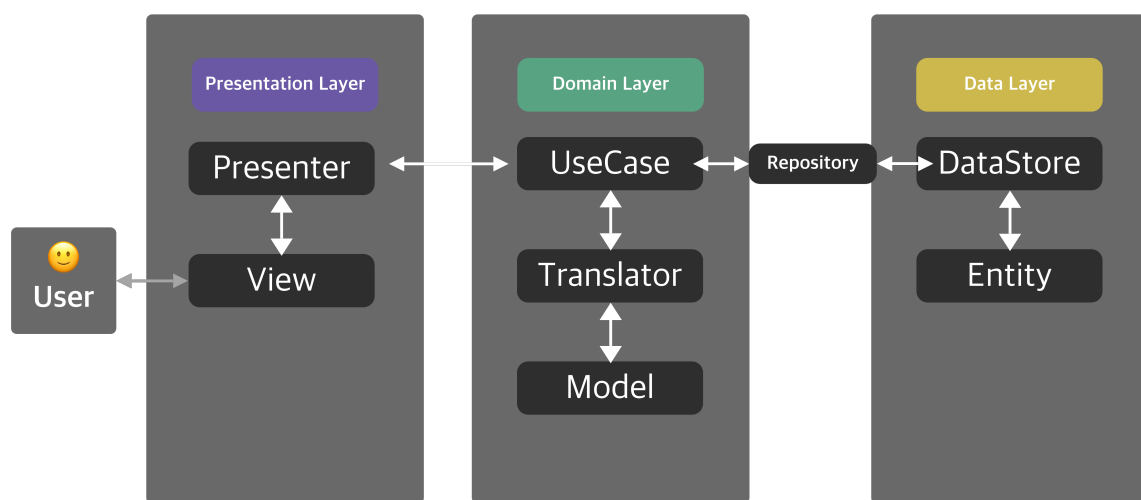 Presentation Layer
Domain Layer
Data Layer
Presenter
UseCase
Repository
DataStore
View
Translator
Entity
User
Model